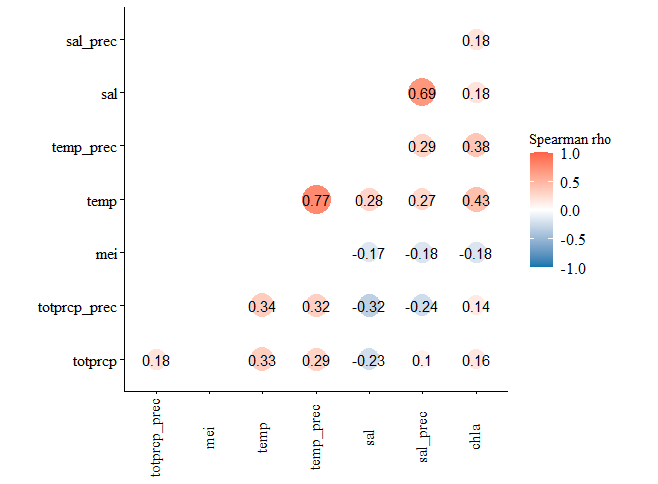 sal_prec 0.18
sal 0.69 0.18
temp_prec 0.29 0.38
temp 0.77 0.28 0.27 0.43
mei -0.17 -0.18 -0.18
totprcp_prec 0.34 0.32 -0.32 -0.24 0.14
totprcp 0.18 0.33 0.29 -0.23 0.1 0.16
totprcp_prec
mei
temp
temp_prec
sal
sal_prec
chla
Spearman rho
1.0
0.5
0.0
-0.5
-1.0